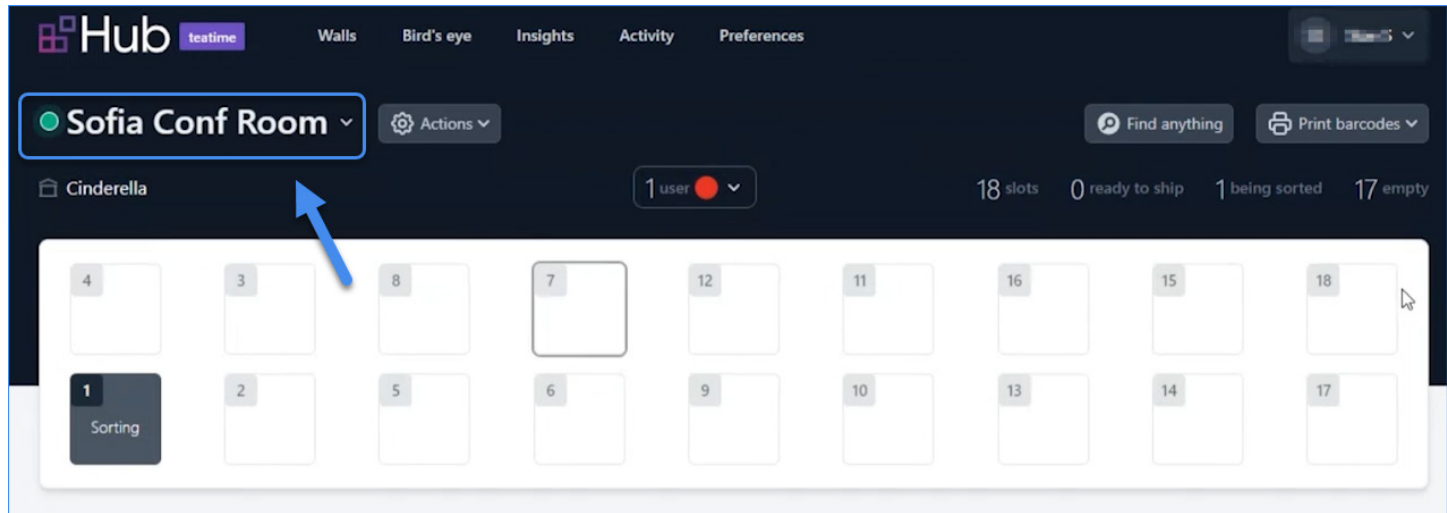 Hub teatime Walls Bird's eye Insights Activity Preferences
Sofia Conf Room Actions Find anything Print barcodes
Cinderella 1 user 18 slots 0 ready to ship 1 being sorted 17 empty
4 3 8 7 12 11 16 15 18
1 2 5 6 9 10 13 14 17
Sorting